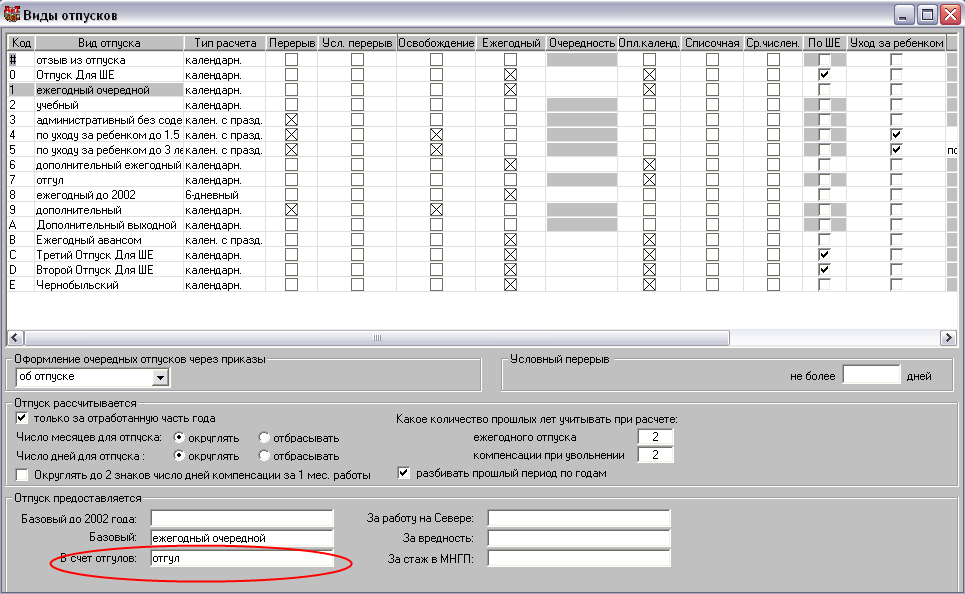 Виды отпусков
Код Вид отпуска Тип расчета Перерыв Усл. перерыв Освобождение Ежегодный Очередность Опл.календ. Списочная Ср.числен. По ШЕ Уход за ребенком
# отзыв из отпуска календарн.
0 Отпуск Для ШЕ календарн.
1 ежегодный очередной календарн.
2 учебный календарн.
3 административный без соде кален. с празд.
4 по уходу за ребенком до 1.5 кален. с празд.
5 по уходу за ребенком до 3 ле кален. с празд. по
6 дополнительный ежегодный календарн.
7 отгул календарн.
8 ежегодный до 2002 6-дневный
9 дополнительный календарн.
A Дополнительный выходной календарн.
B Ежегодный авансом кален. с празд.
C Третий Отпуск Для ШЕ календарн.
D Второй Отпуск Для ШЕ календарн.
E Чернобыльский календарн.
Оформление очередных отпусков через приказы
об отпуске
Условный перерыв
не более дней
Отпуск рассчитывается
только за отработанную часть года
Число месяцев для отпуска: округлять отбрасывать
Число дней для отпуска : округлять отбрасывать
Округлять до 2 знаков число дней компенсации за 1 мес. работы
Какое количество прошлых лет учитывать при расчете:
ежегодного отпуска 2
компенсации при увольнении 2
разбивать прошлый период по годам
Отпуск предоставляется
Базовый до 2002 года:
Базовый: ежегодный очередной
В счет отгулов: отгул
За работу на Севере:
За вредность:
За стаж в МНГП: